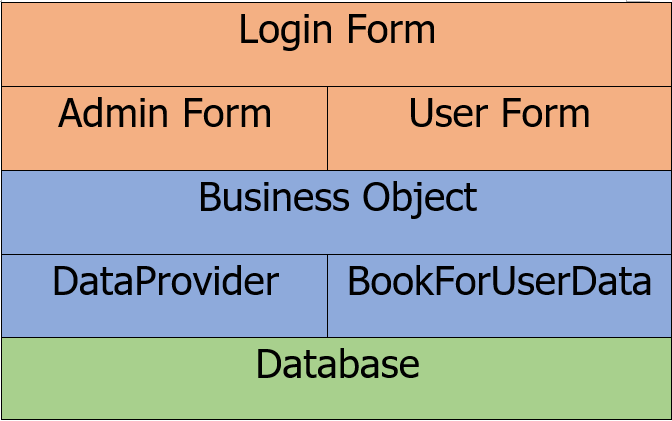 Login Form
Admin Form
User Form
Business Object
DataProvider
BookForUserData
Database